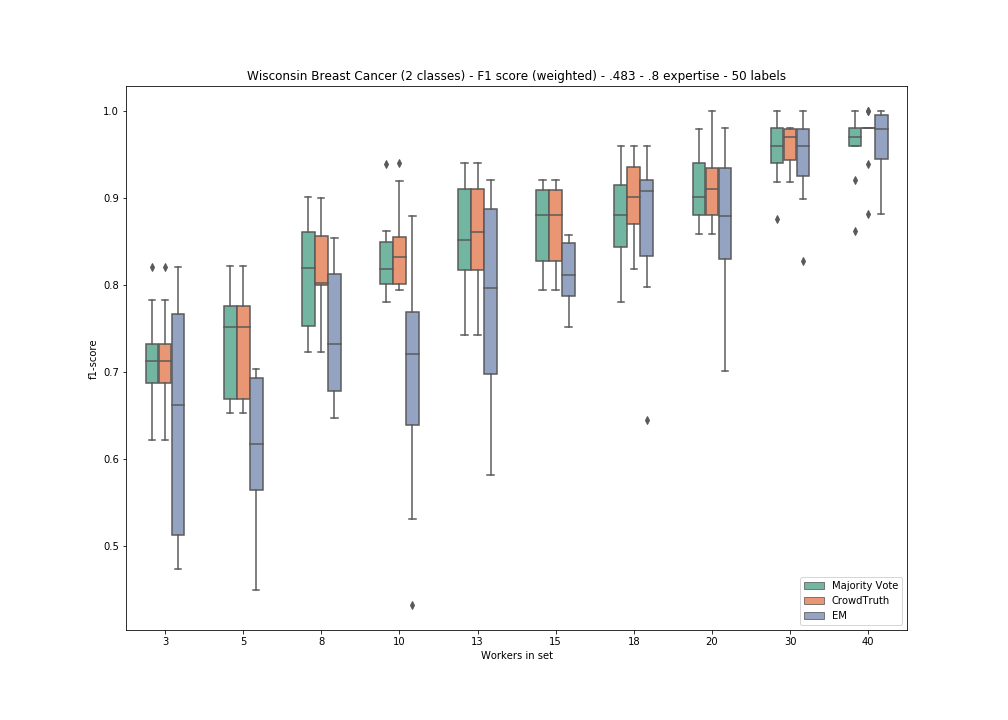 Wisconsin Breast Cancer (2 classes) - F1 score (weighted) - .483 - .8 expertise - 50 labels
1.0
0.9
0.8
0.7
0.6
0.5
f1-score
3 5 8 10 13 15 18 20 30 40
Workers in set
Majority Vote
CrowdTruth
EM